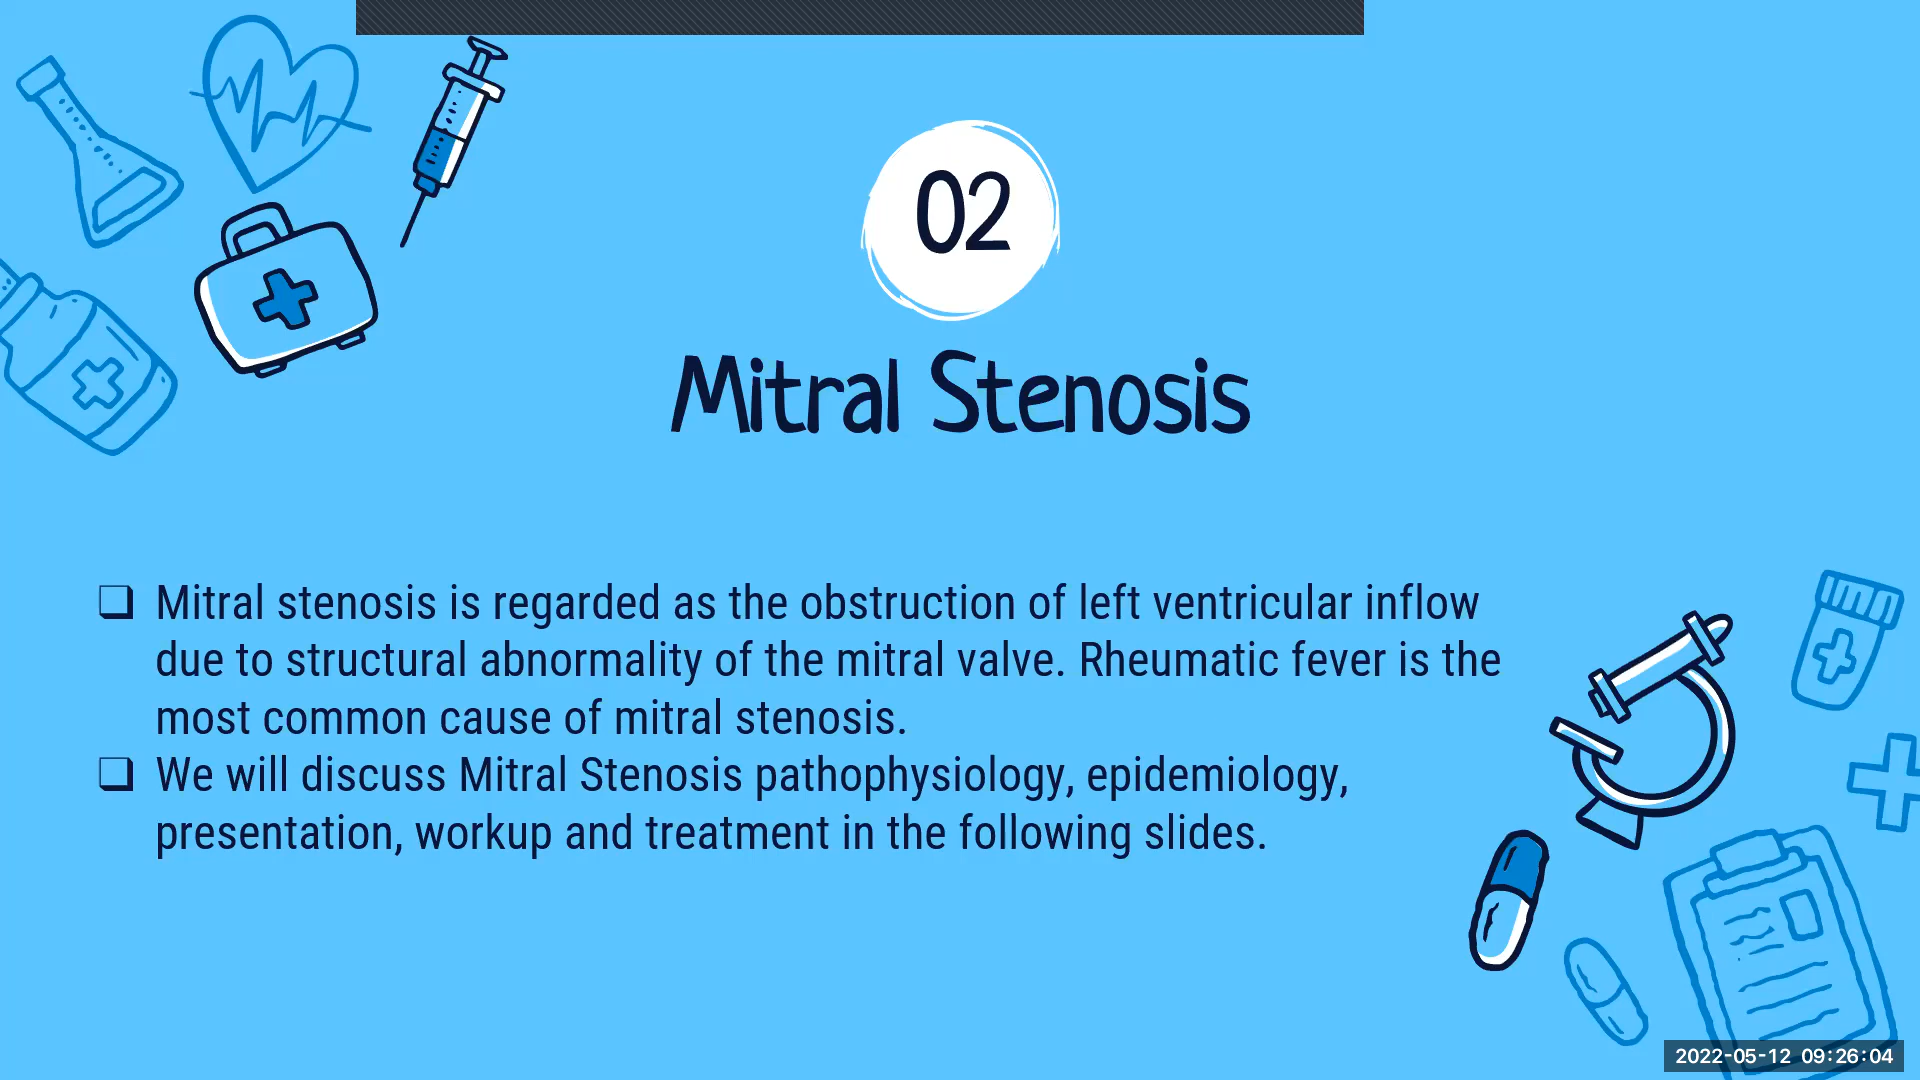 02
Mitral Stenosis
❑ Mitral stenosis is regarded as the obstruction of left ventricular inflow
due to structural abnormality of the mitral valve. Rheumatic fever is the
most common cause of mitral stenosis.
❑ We will discuss Mitral Stenosis pathophysiology, epidemiology,
presentation, workup and treatment in the following slides.
2022-05-12 09:26:04